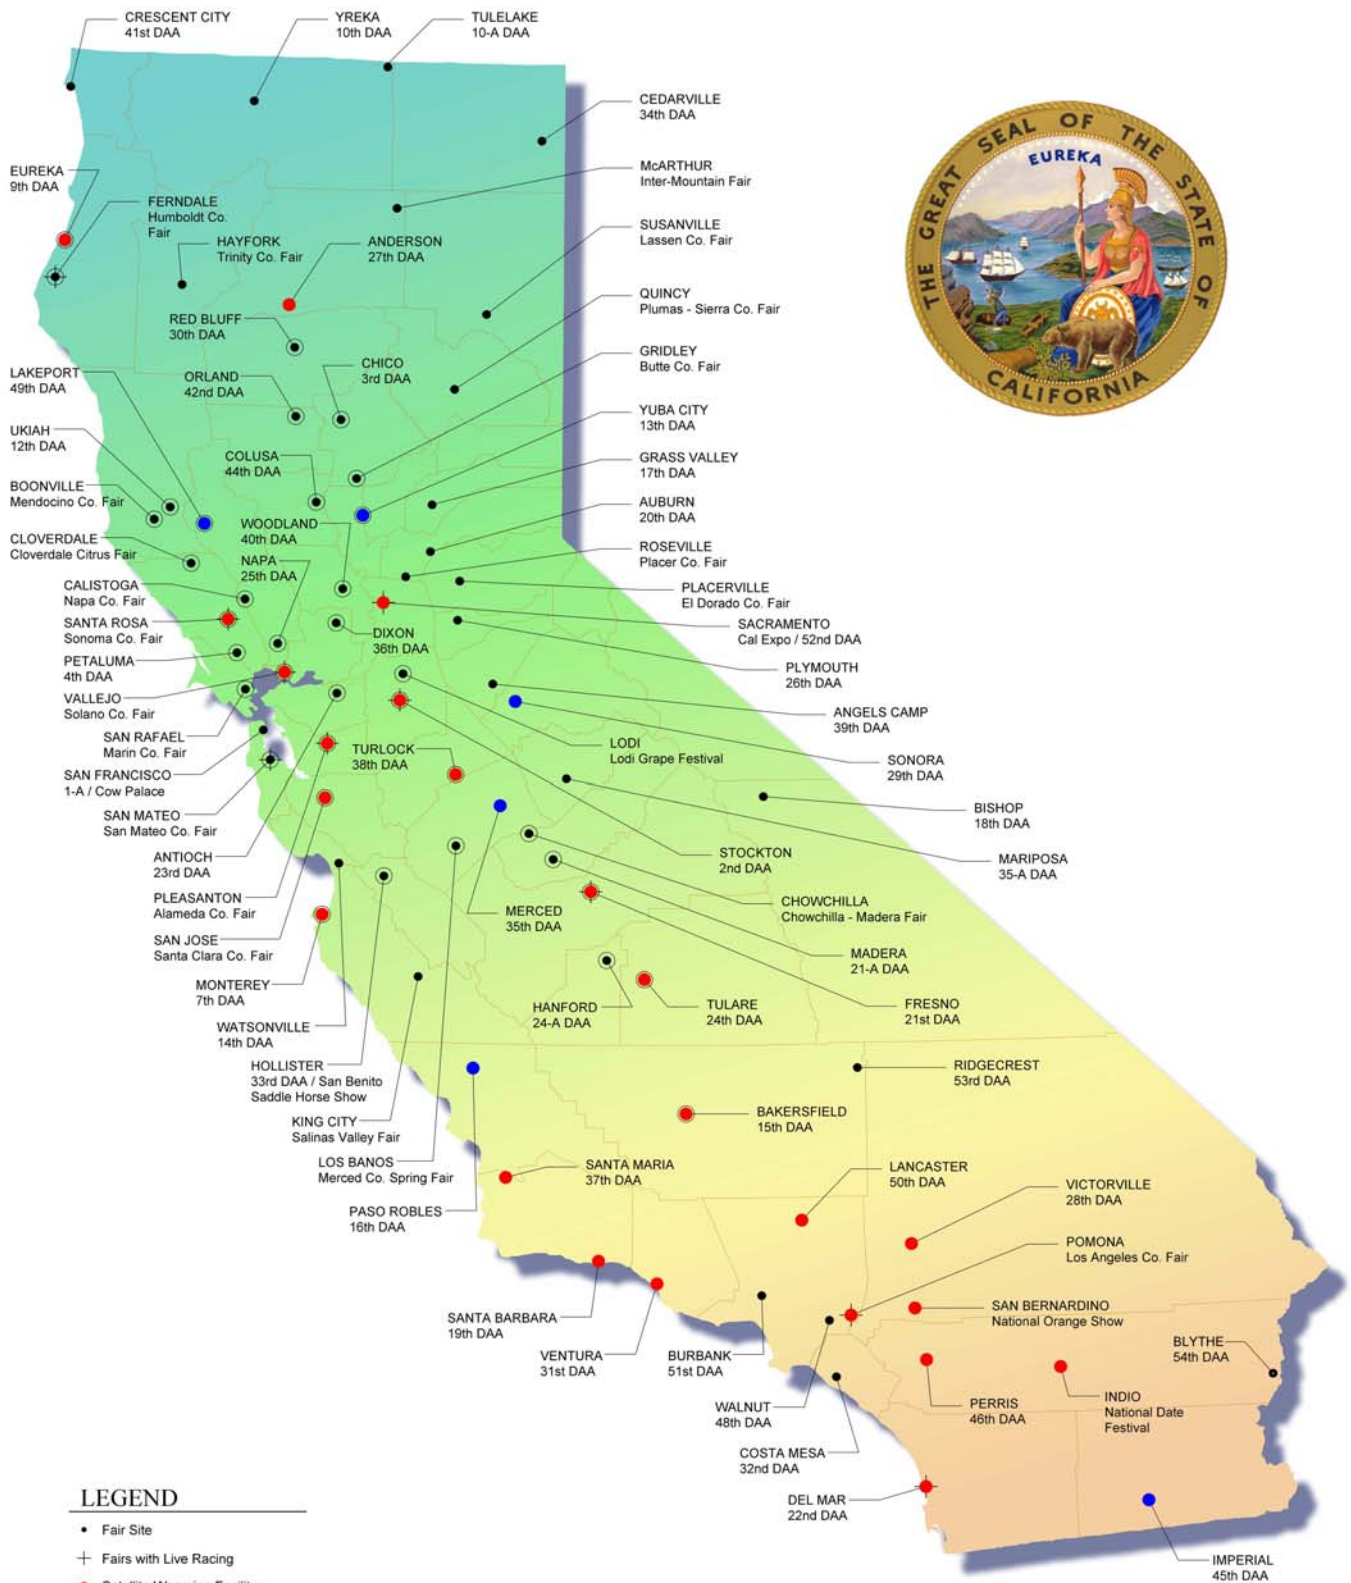 CRESCENT CITY
41st DAA
YREKA
10th DAA
TULELAKE
10-A DAA
CEDARVILLE
34th DAA
THE GREAT SEAL OF THE STATE OF CALIFORNIA
EUREKA
EUREKA
9th DAA
McARTHUR
Inter-Mountain Fair
FERNDALE
Humboldt Co.
Fair
HAYFORK
Trinity Co. Fair
ANDERSON
27th DAA
SUSANVILLE
Lassen Co. Fair
QUINCY
Plumas - Sierra Co. Fair
RED BLUFF
30th DAA
GRIDLEY
Butte Co. Fair
LAKEPORT
49th DAA
ORLAND
42nd DAA
CHICO
3rd DAA
YUBA CITY
13th DAA
UKIAH
12th DAA
COLUSA
44th DAA
GRASS VALLEY
17th DAA
BOONVILLE
Mendocino Co. Fair
AUBURN
20th DAA
WOODLAND
40th DAA
CLOVERDALE
Cloverdale Citrus Fair
ROSEVILLE
Placer Co. Fair
NAPA
25th DAA
CALISTOGA
Napa Co. Fair
PLACERVILLE
El Dorado Co. Fair
SANTA ROSA
Sonoma Co. Fair
DIXON
36th DAA
SACRAMENTO
Cal Expo / 52nd DAA
PETALUMA
4th DAA
PLYMOUTH
26th DAA
VALLEJO
Solano Co. Fair
ANGELS CAMP
39th DAA
SAN RAFAEL
Marin Co. Fair
TURLOCK
38th DAA
LODI
Lodi Grape Festival
SONORA
29th DAA
SAN FRANCISCO
1-A / Cow Palace
BISHOP
18th DAA
SAN MATEO
San Mateo Co. Fair
ANTIOCH
23rd DAA
STOCKTON
2nd DAA
MARIPOSA
35-A DAA
PLEASANTON
Alameda Co. Fair
MERCED
35th DAA
CHOWCHILLA
Chowchilla - Madera Fair
SAN JOSE
Santa Clara Co. Fair
MADERA
21-A DAA
MONTEREY
7th DAA
HANFORD
24-A DAA
TULARE
24th DAA
FRESNO
21st DAA
WATSONVILLE
14th DAA
HOLLISTER
33rd DAA / San Benito
Saddle Horse Show
RIDGECREST
53rd DAA
KING CITY
Salinas Valley Fair
BAKERSFIELD
15th DAA
LOS BANOS
Merced Co. Spring Fair
SANTA MARIA
37th DAA
LANCASTER
50th DAA
VICTORVILLE
28th DAA
PASO ROBLES
16th DAA
POMONA
Los Angeles Co. Fair
SANTA BARBARA
19th DAA
SAN BERNARDINO
National Orange Show
VENTURA
31st DAA
BURBANK
51st DAA
BLYTHE
54th DAA
WALNUT
48th DAA
PERRIS
46th DAA
INDIO
National Date
Festival
COSTA MESA
32nd DAA
DEL MAR
22nd DAA
IMPERIAL
45th DAA
LEGEND
Fair Site
Fairs with Live Racing